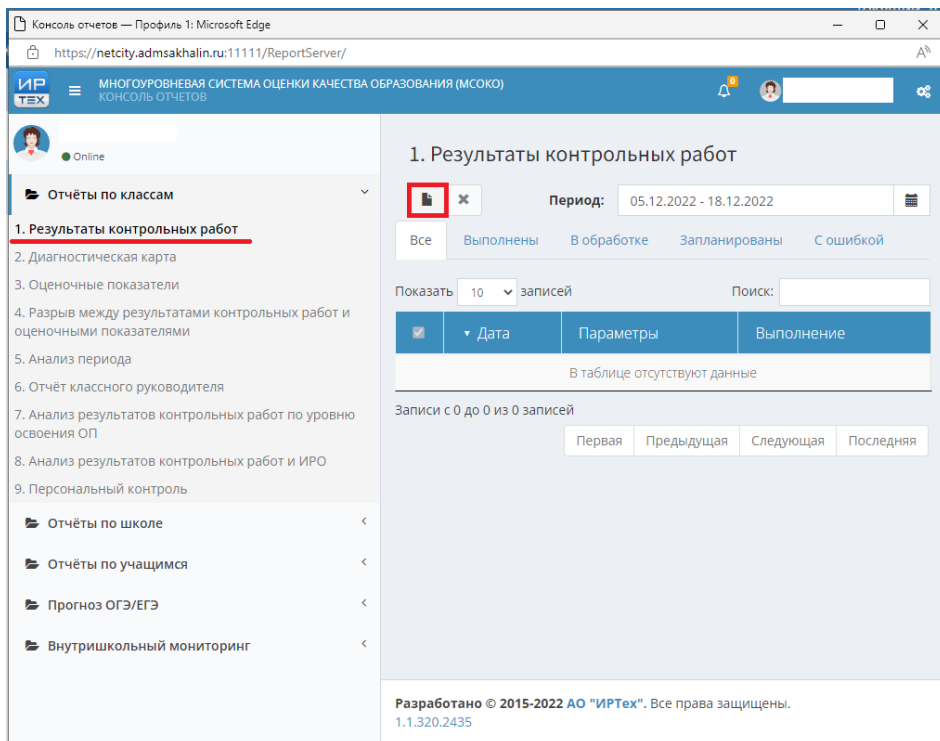 Консоль отчетов — Профиль 1: Microsoft Edge
https://netcity.admsakhalin.ru:11111/ReportServer/
ИРТЕХ
МНОГОУРОВНЕВАЯ СИСТЕМА ОЦЕНКИ КАЧЕСТВА ОБРАЗОВАНИЯ (МСОКО)
КОНСОЛЬ ОТЧЕТОВ
0
Online
Отчёты по классам
1. Результаты контрольных работ
2. Диагностическая карта
3. Оценочные показатели
4. Разрыв между результатами контрольных работ и
оценочными показателями
5. Анализ периода
6. Отчёт классного руководителя
7. Анализ результатов контрольных работ по уровню
освоения ОП
8. Анализ результатов контрольных работ и ИРО
9. Персональный контроль
Отчёты по школе
Отчёты по учащимся
Прогноз ОГЭ/ЕГЭ
Внутришкольный мониторинг
1. Результаты контрольных работ
Период: 05.12.2022 - 18.12.2022
Все Выполнены В обработке Запланированы С ошибкой
Показать 10 записей Поиск:
Дата Параметры Выполнение
В таблице отсутствуют данные
Записи с 0 до 0 из 0 записей
Первая Предыдущая Следующая Последняя
Разработано © 2015-2022 АО "ИРТех". Все права защищены.
1.1.320.2435